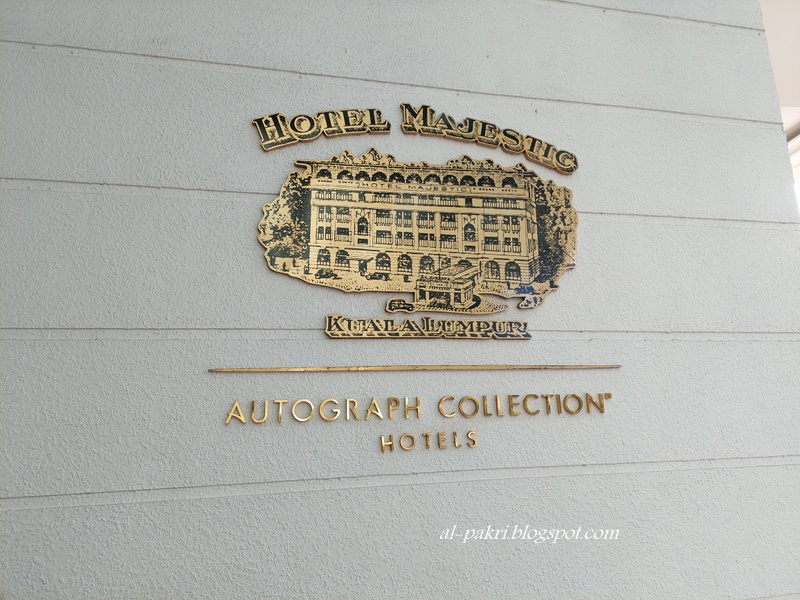 HOTEL MAJESTIC
HOTEL MAJESTIC
KUALA LUMPUR
AUTOGRAPH COLLECTION®
HOTELS
al-pakri.blogspot.com